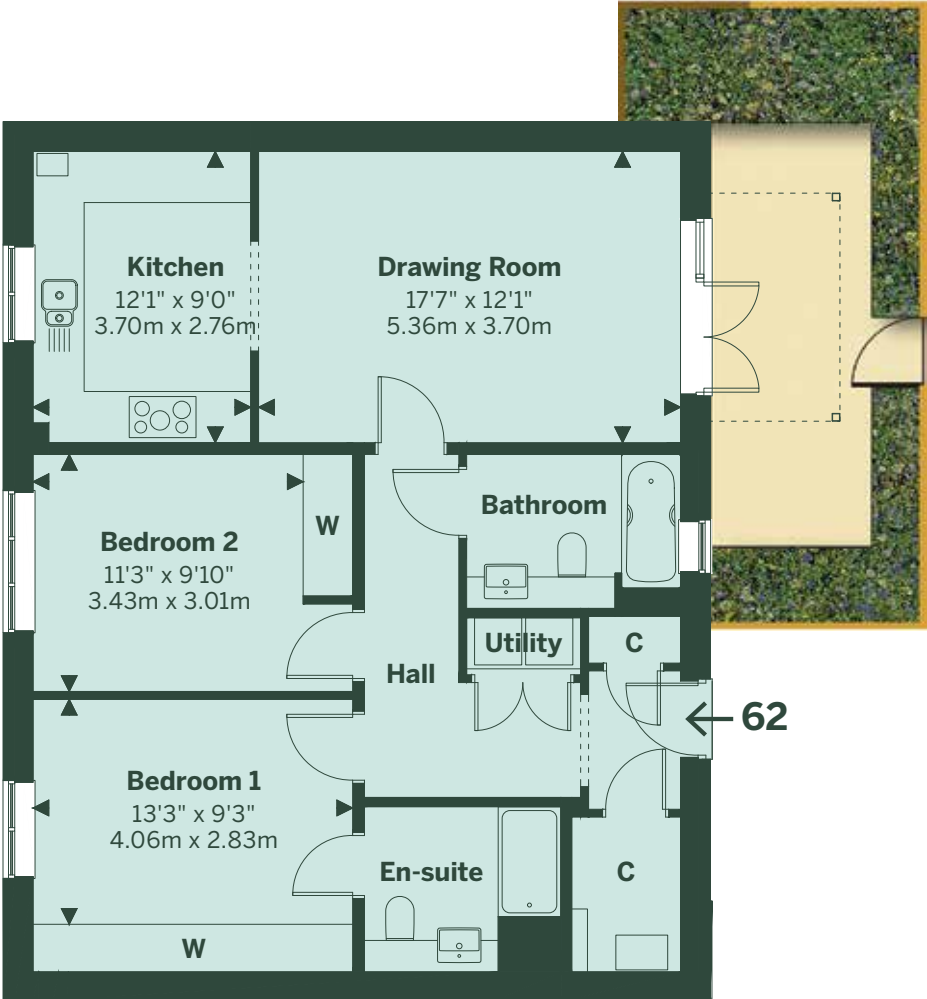 Kitchen
12'1" x 9'0"
3.70m x 2.76m
Drawing Room
17'7" x 12'1"
5.36m x 3.70m
Bedroom 2
11'3" x 9'10"
3.43m x 3.01m
W
Bathroom
Utility
C
Hall
62
Bedroom 1
13'3" x 9'3"
4.06m x 2.83m
En-suite
C
W